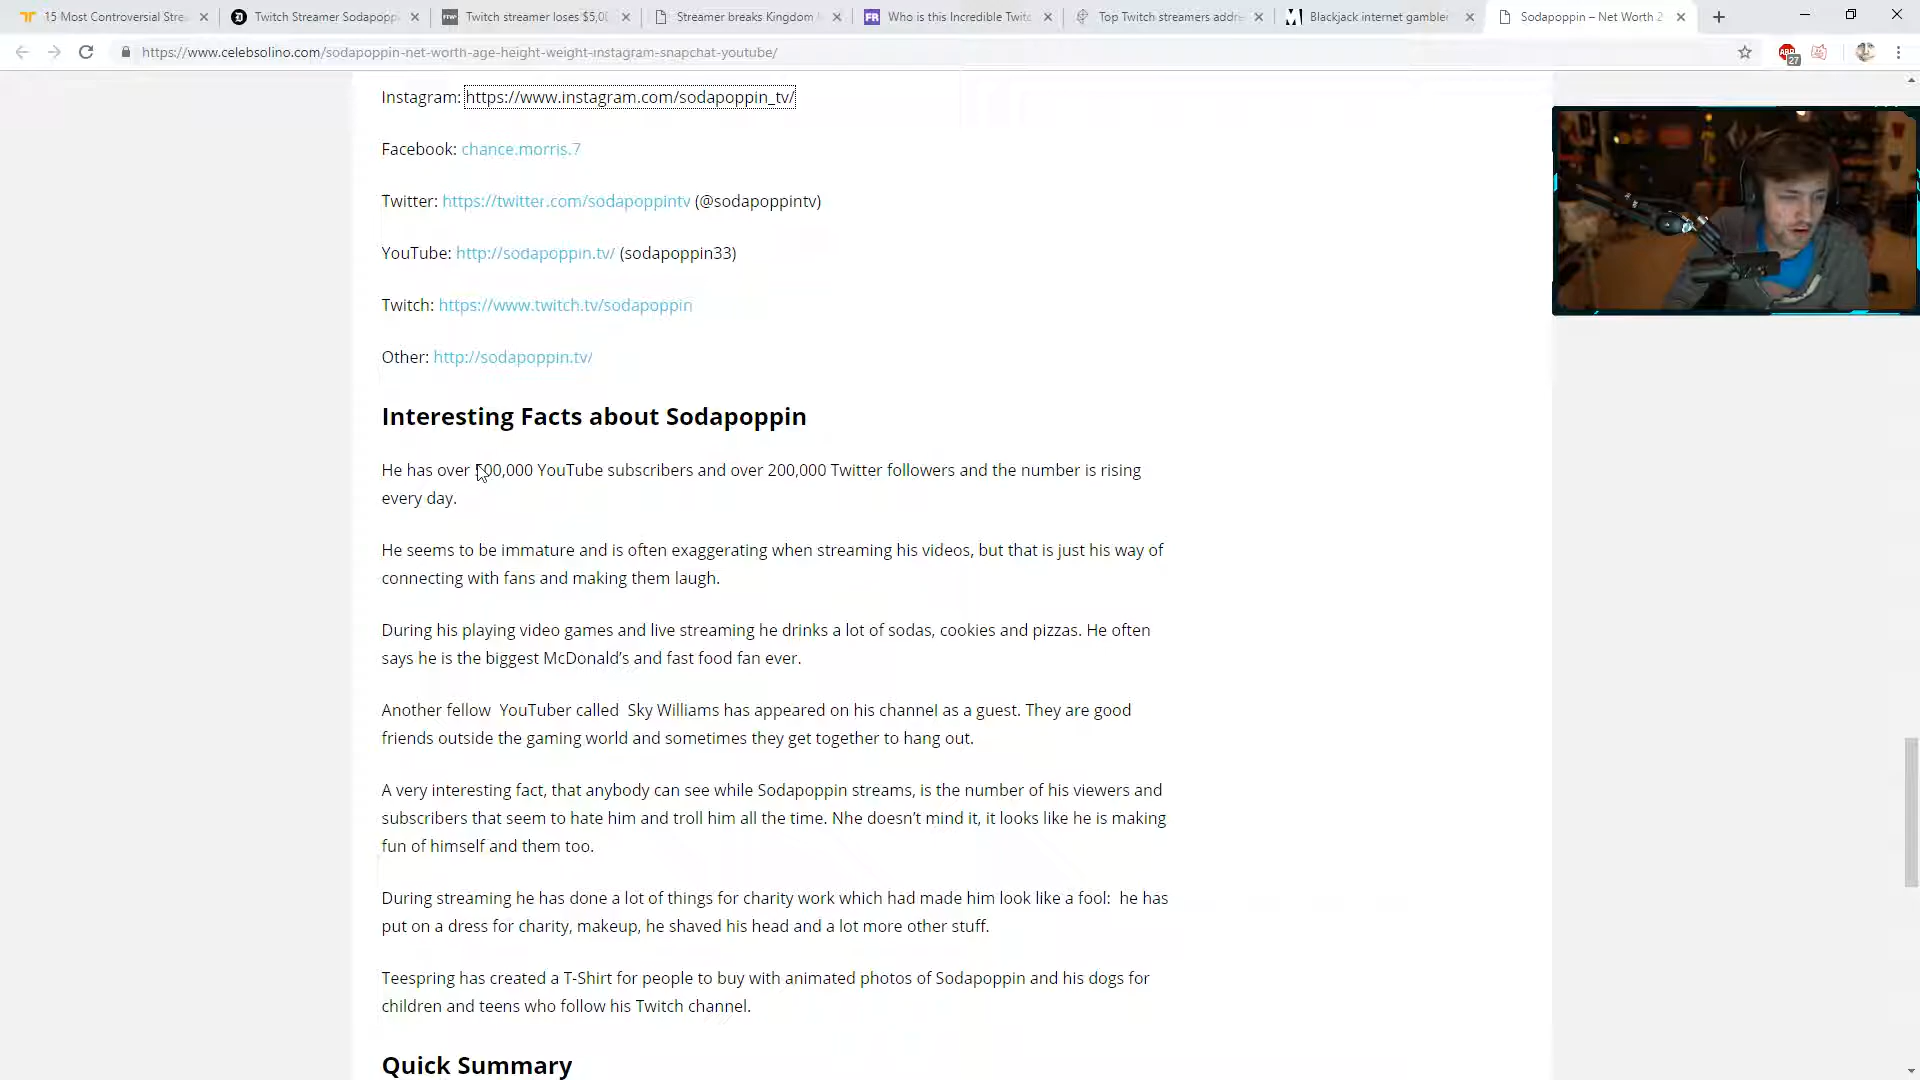 15 Most Controversial Stre
Twitch Streamer Sodapopp
Twitch streamer loses $5,0
Streamer breaks Kingdom
Who is this Incredible Twitc
Top Twitch streamers addre
Blackjack internet gambler
Sodapoppin – Net Worth 2
https://www.celebsolino.com/sodapoppin-net-worth-age-height-weight-instagram-snapchat-youtube/
ABP
27
Instagram: https://www.instagram.com/sodapoppin_tv/
Facebook: chance.morris.7
Twitter: https://twitter.com/sodapoppintv (@sodapoppintv)
YouTube: http://sodapoppin.tv/ (sodapoppin33)
Twitch: https://www.twitch.tv/sodapoppin
Other: http://sodapoppin.tv/
Interesting Facts about Sodapoppin
He has over 500,000 YouTube subscribers and over 200,000 Twitter followers and the number is rising
every day.
He seems to be immature and is often exaggerating when streaming his videos, but that is just his way of
connecting with fans and making them laugh.
During his playing video games and live streaming he drinks a lot of sodas, cookies and pizzas. He often
says he is the biggest McDonald’s and fast food fan ever.
Another fellow YouTuber called Sky Williams has appeared on his channel as a guest. They are good
friends outside the gaming world and sometimes they get together to hang out.
A very interesting fact, that anybody can see while Sodapoppin streams, is the number of his viewers and
subscribers that seem to hate him and troll him all the time. Nhe doesn’t mind it, it looks like he is making
fun of himself and them too.
During streaming he has done a lot of things for charity work which had made him look like a fool: he has
put on a dress for charity, makeup, he shaved his head and a lot more other stuff.
Teespring has created a T-Shirt for people to buy with animated photos of Sodapoppin and his dogs for
children and teens who follow his Twitch channel.
Quick Summary